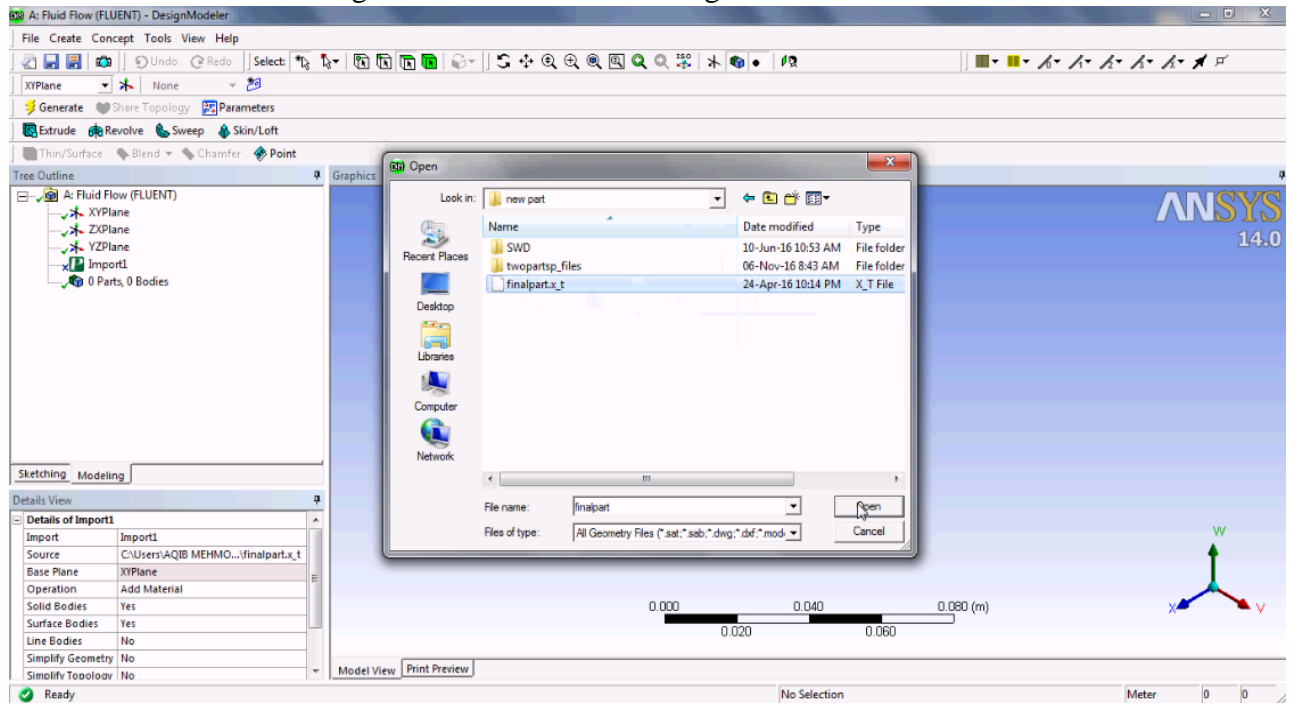 A: Fluid Flow (FLUENT) - DesignModeler
File Create Concept Tools View Help
Undo Redo Select:
XYPlane None
Generate Share Topology Parameters
Extrude Revolve Sweep Skin/Loft
Thin/Surface Blend Chamfer Point
Tree Outline
A: Fluid Flow (FLUENT)
XYPlane
ZXPlane
YZPlane
Import1
0 Parts, 0 Bodies
Sketching Modeling
Details View
Details of Import1
Import Import1
Source C:\Users\AQIB MEHMO...\finalpart.x_t
Base Plane XYPlane
Operation Add Material
Solid Bodies Yes
Surface Bodies Yes
Line Bodies No
Simplify Geometry No
Simplify Topology No
Graphics
ANSYS
14.0
Open
Look in: new part
Name Date modified Type
SWD 10-Jun-16 10:53 AM File folder
twopartsp_files 06-Nov-16 8:43 AM File folder
finalpart.x_t 24-Apr-16 10:14 PM X_T File
Recent Places
Desktop
Libraries
Computer
Network
File name: finalpart Open
Files of type: All Geometry Files (*.sat;*.sab;*.dwg;*.dxf;*.mod Cancel
0.000 0.040 0.080 (m)
0.020 0.060
W
X V
Model View Print Preview
Ready No Selection Meter 0 0